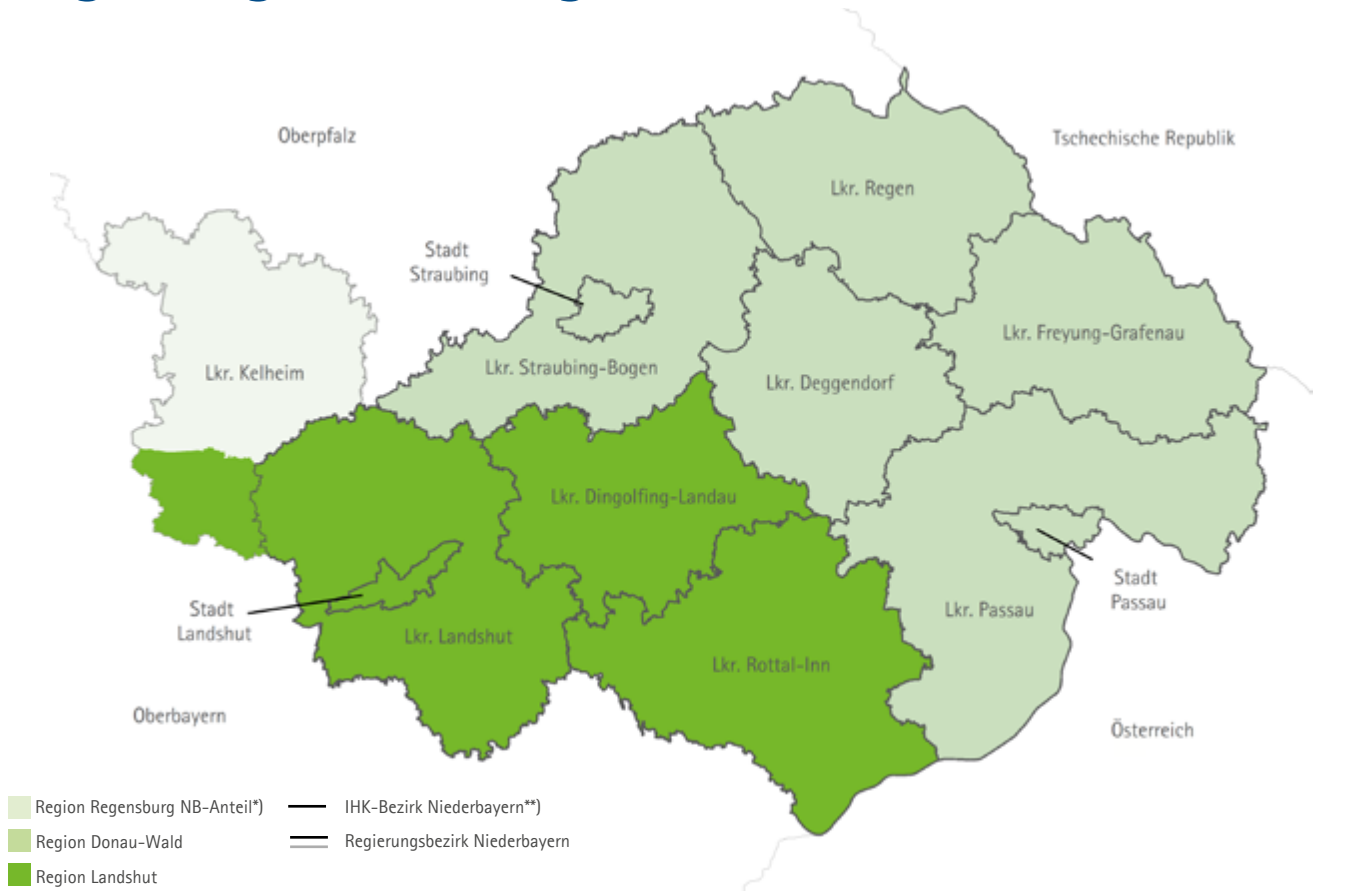 Oberpfalz
Tschechische Republik
Lkr. Regen
Stadt
Straubing
Lkr. Freyung-Grafenau
Lkr. Kelheim
Lkr. Straubing-Bogen
Lkr. Deggendorf
Lkr. Dingolfing-Landau
Stadt
Passau
Stadt
Landshut
Lkr. Landshut
Lkr. Passau
Lkr. Rottal-Inn
Oberbayern
Österreich
Region Regensburg NB-Anteil*)
IHK-Bezirk Niederbayern**)
Region Donau-Wald
Regierungsbezirk Niederbayern
Region Landshut